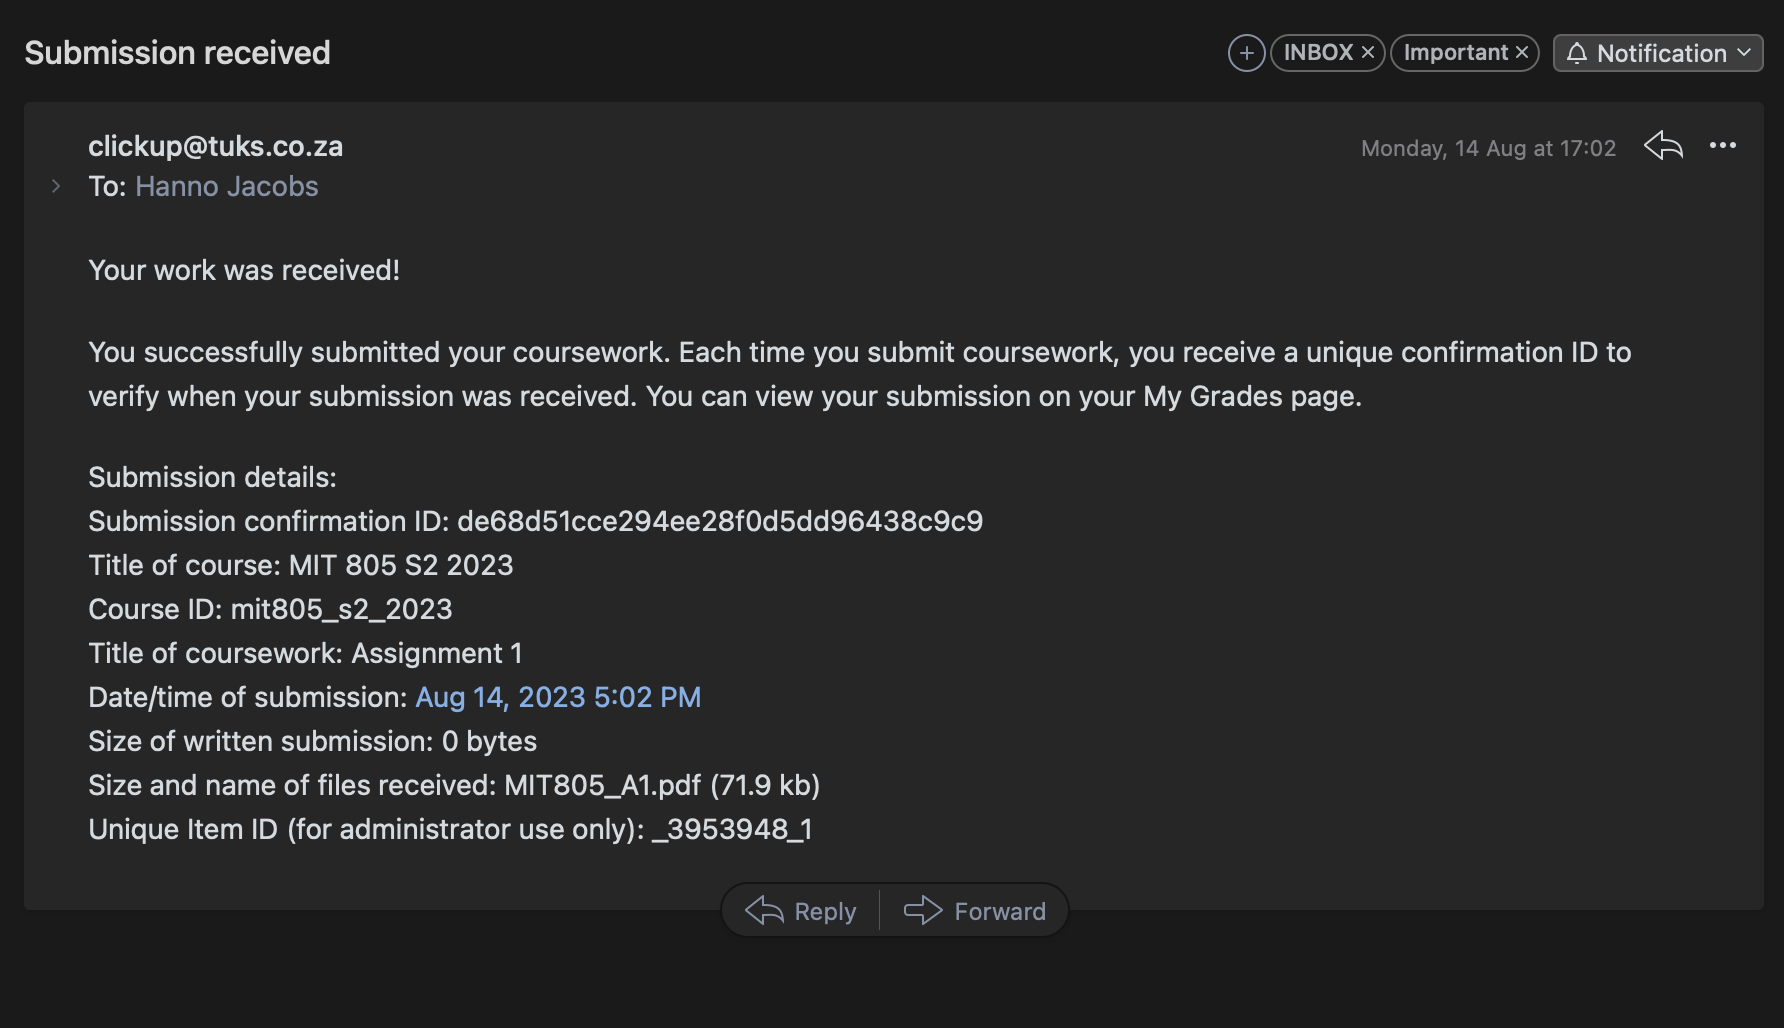 Submission received
INBOX
Important
Notification
clickup@tuks.co.za
Monday, 14 Aug at 17:02
To: Hanno Jacobs
Your work was received!
You successfully submitted your coursework. Each time you submit coursework, you receive a unique confirmation ID to
verify when your submission was received. You can view your submission on your My Grades page.
Submission details:
Submission confirmation ID: de68d51cce294ee28f0d5dd96438c9c9
Title of course: MIT 805 S2 2023
Course ID: mit805_s2_2023
Title of coursework: Assignment 1
Date/time of submission: Aug 14, 2023 5:02 PM
Size of written submission: 0 bytes
Size and name of files received: MIT805_A1.pdf (71.9 kb)
Unique Item ID (for administrator use only): _3953948_1
Reply
Forward